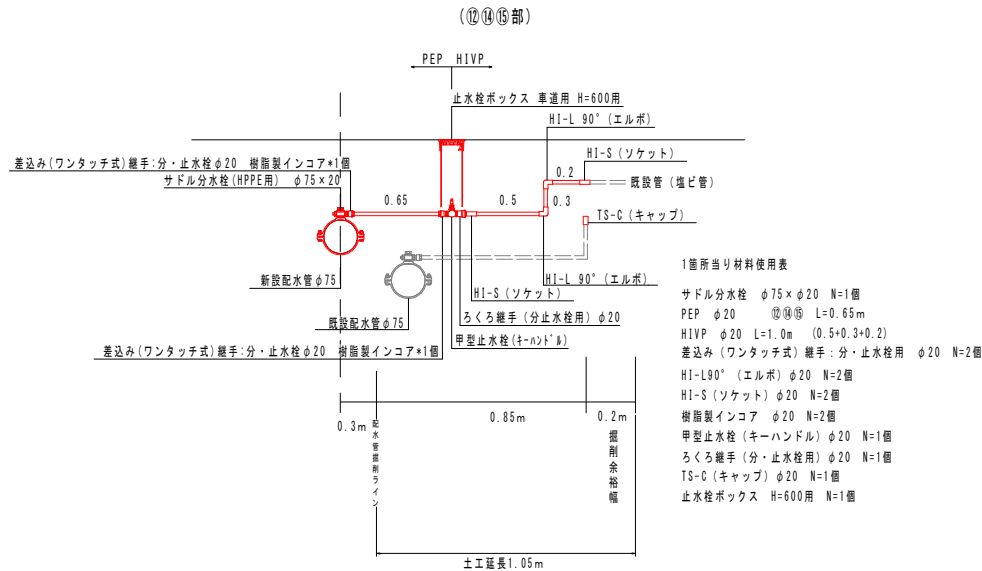 (⑫⑭⑮部)
PEP HIVP
止水栓ボックス 車道用 H=600用
HI-L 90°(エルボ)
差込み(ワンタッチ式)継手:分・止水栓φ20 樹脂製インコア*1個
HI-S(ソケット)
サドル分水栓(HPPE用) φ75×20
0.2
既設管(塩ビ管)
0.65
0.5
0.3
TS-C(キャップ)
新設配水管φ75
HI-L 90°(エルボ)
HI-S(ソケット)
既設配水管φ75
ろくろ継手(分止水栓用)φ20
甲型止水栓(キーハンドル)
差込み(ワンタッチ式)継手:分・止水栓φ20 樹脂製インコア*1個
0.3m
0.85m
0.2m
配水管掘削ライン
掘削余裕幅
土工延長1.05m
1箇所当り材料使用表
サドル分水栓 φ75×φ20 N=1個
PEP φ20 ⑫⑭⑮ L=0.65m
HIVP φ20 L=1.0m (0.5+0.3+0.2)
差込み(ワンタッチ式)継手:分・止水栓用 φ20 N=2個
HI-L90°(エルボ)φ20 N=2個
HI-S(ソケット)φ20 N=2個
樹脂製インコア φ20 N=2個
甲型止水栓(キーハンドル)φ20 N=1個
ろくろ継手(分・止水栓用)φ20 N=1個
TS-C(キャップ)φ20 N=1個
止水栓ボックス H=600用 N=1個